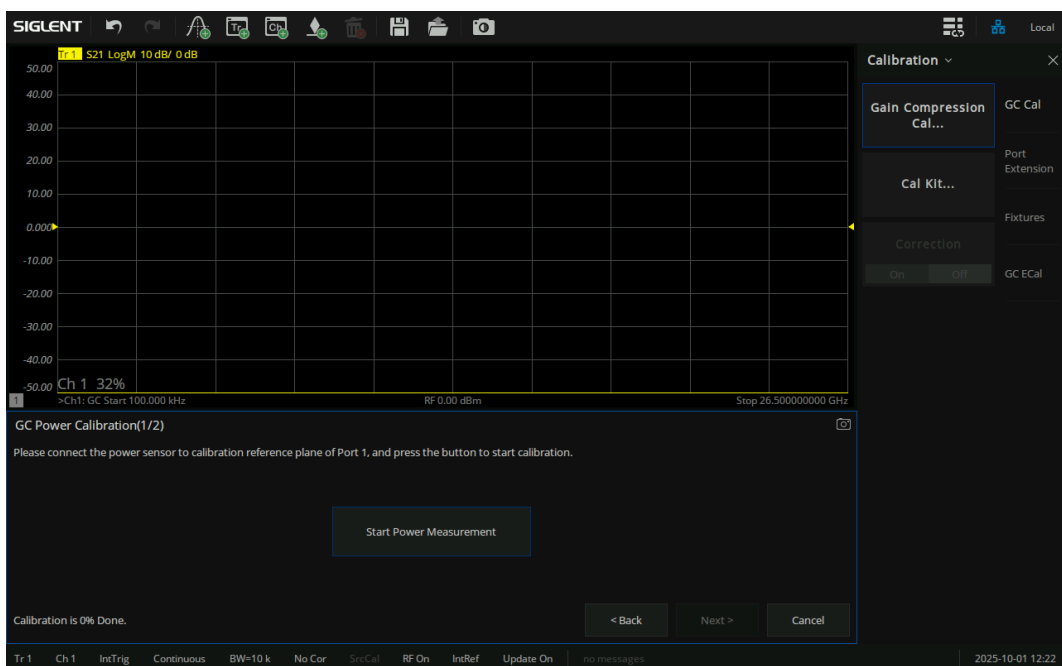 SIGLENT Tr Ch Local
Tr 1 S21 LogM 10 dB/ 0 dB
50.00
40.00
30.00
20.00
10.00
0.000
-10.00
-20.00
-30.00
-40.00
-50.00
Ch 1 32%
1 >Ch1: GC Start 100.000 kHz RF 0.00 dBm Stop 26.500000000 GHz
Calibration
Gain Compression
Cal...
GC Cal
Port
Extension
Cal Kit...
Fixtures
Correction
On Off
GC ECal
GC Power Calibration(1/2)
Please connect the power sensor to calibration reference plane of Port 1, and press the button to start calibration.
Start Power Measurement
Calibration is 0% Done.
< Back Next > Cancel
Tr 1 Ch 1 IntTrig Continuous BW=10 k No Cor SrcCal RF On IntRef Update On no messages 2025-10-01 12:22